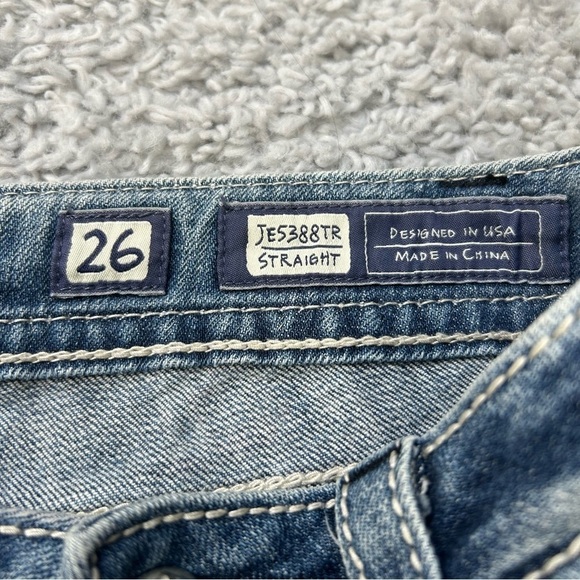 26
JE5388TR
STRAIGHT
DESIGNED IN USA
MADE IN CHINA